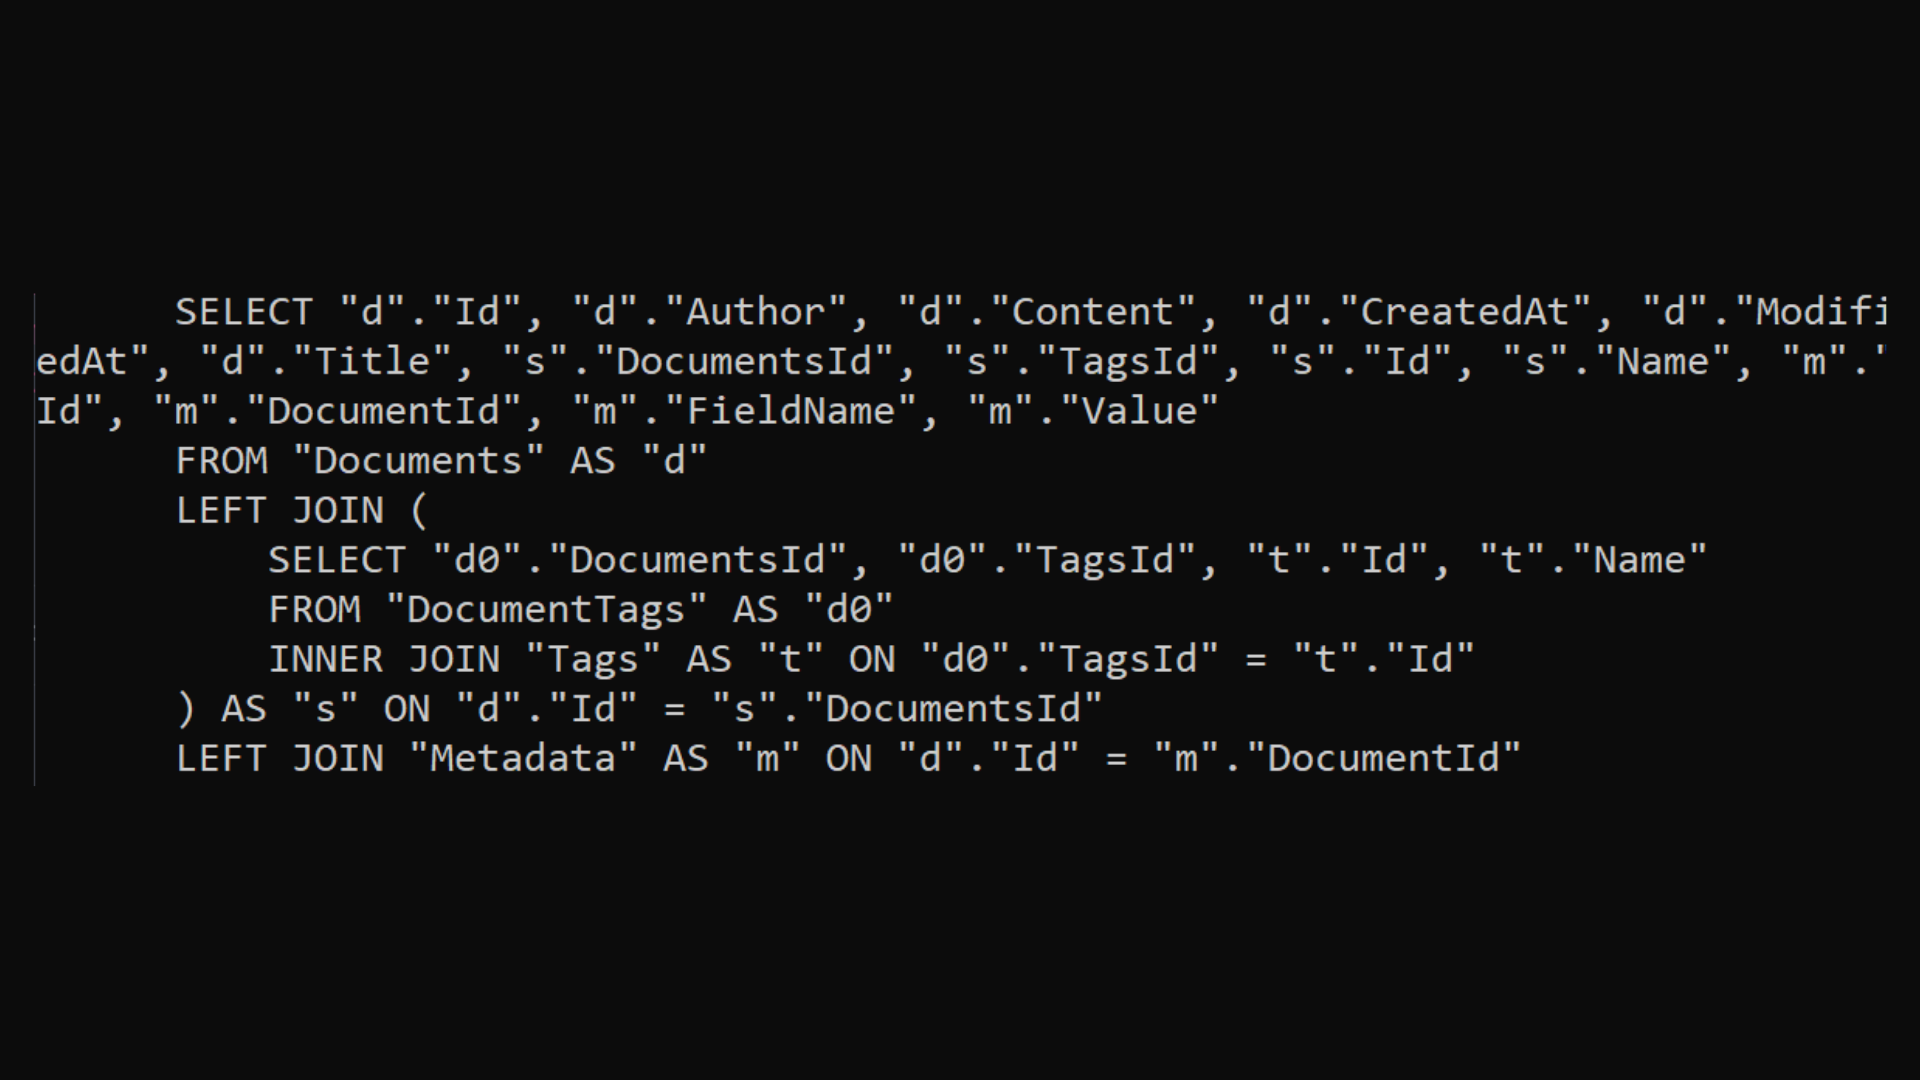 SELECT "d"."Id", "d"."Author", "d"."Content", "d"."CreatedAt", "d"."Modifi
edAt", "d"."Title", "s"."DocumentsId", "s"."TagsId", "s"."Id", "s"."Name", "m"."
Id", "m"."DocumentId", "m"."FieldName", "m"."Value"
FROM "Documents" AS "d"
LEFT JOIN (
SELECT "d0"."DocumentsId", "d0"."TagsId", "t"."Id", "t"."Name"
FROM "DocumentTags" AS "d0"
INNER JOIN "Tags" AS "t" ON "d0"."TagsId" = "t"."Id"
) AS "s" ON "d"."Id" = "s"."DocumentsId"
LEFT JOIN "Metadata" AS "m" ON "d"."Id" = "m"."DocumentId"